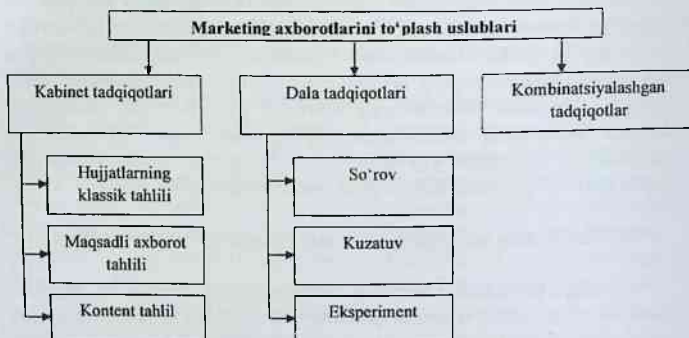 Marketing axborotlarini to‘plash uslublari
Kabinet tadqiqotlari
Dala tadqiqotlari
Kombinatsiyalashgan
tadqiqotlar
Hujjatlarning
klassik tahlili
So‘rov
Maqsadli axborot
tahlili
Kuzatuv
Kontent tahlil
Eksperiment